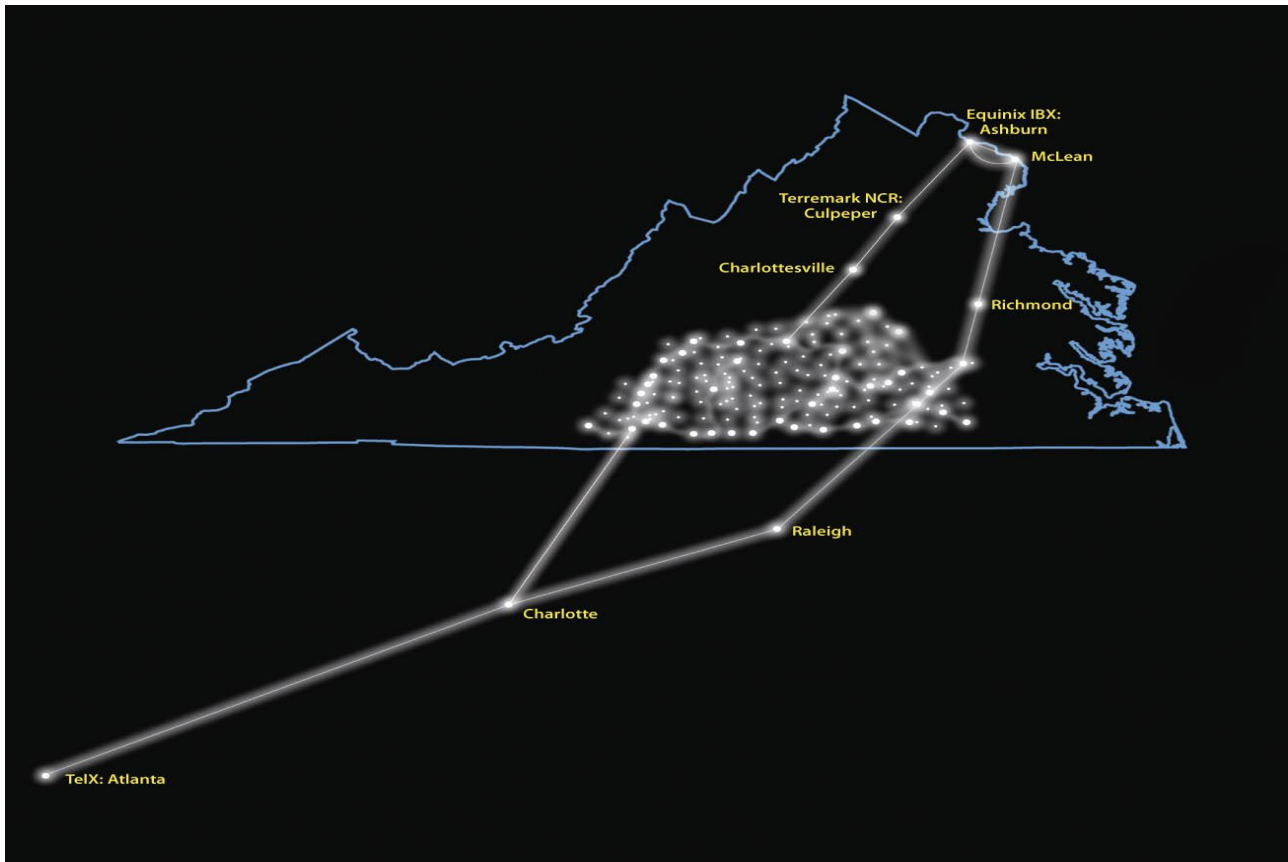 Equinix IBX:
Ashburn
McLean
Terremark NCR:
Culpeper
Charlottesville
Richmond
Raleigh
Charlotte
TelX: Atlanta